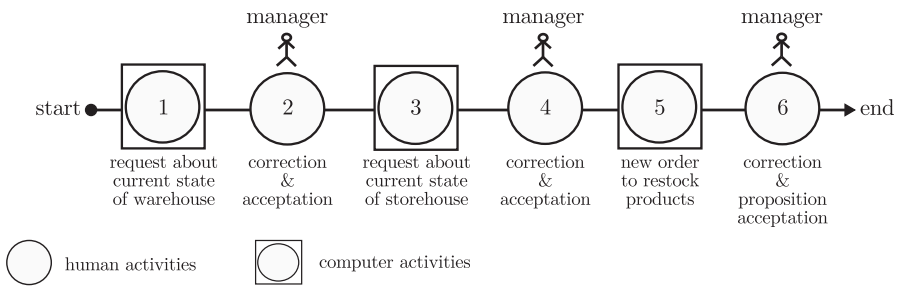 manager manager manager
start 1 2 3 4 5 6 end
request about correction request about correction new order correction
current state & current state & to restock &
of warehouse acceptation of storehouse acceptation products proposition
acceptation
human activities computer activities